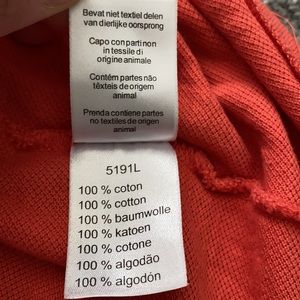 Bevat niet textiel delen
van dierlijke oorsprong
Capo con parti non
in tessile di
origine animale
Contém partes não
têxteis de origem
animal
Prenda contiene partes
no textiles de origen
animal
5191L
100 % coton
100 % cotton
100 % baumwolle
100 % katoen
100 % cotone
100 % algodão
100 % algodón